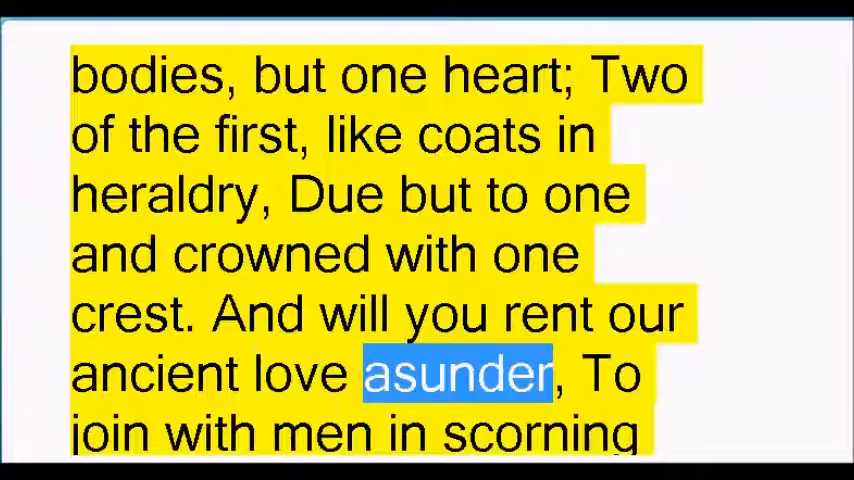 bodies, but one heart; Two
of the first, like coats in
heraldry, Due but to one
and crowned with one
crest. And will you rent our
ancient love asunder, To
join with men in scorning